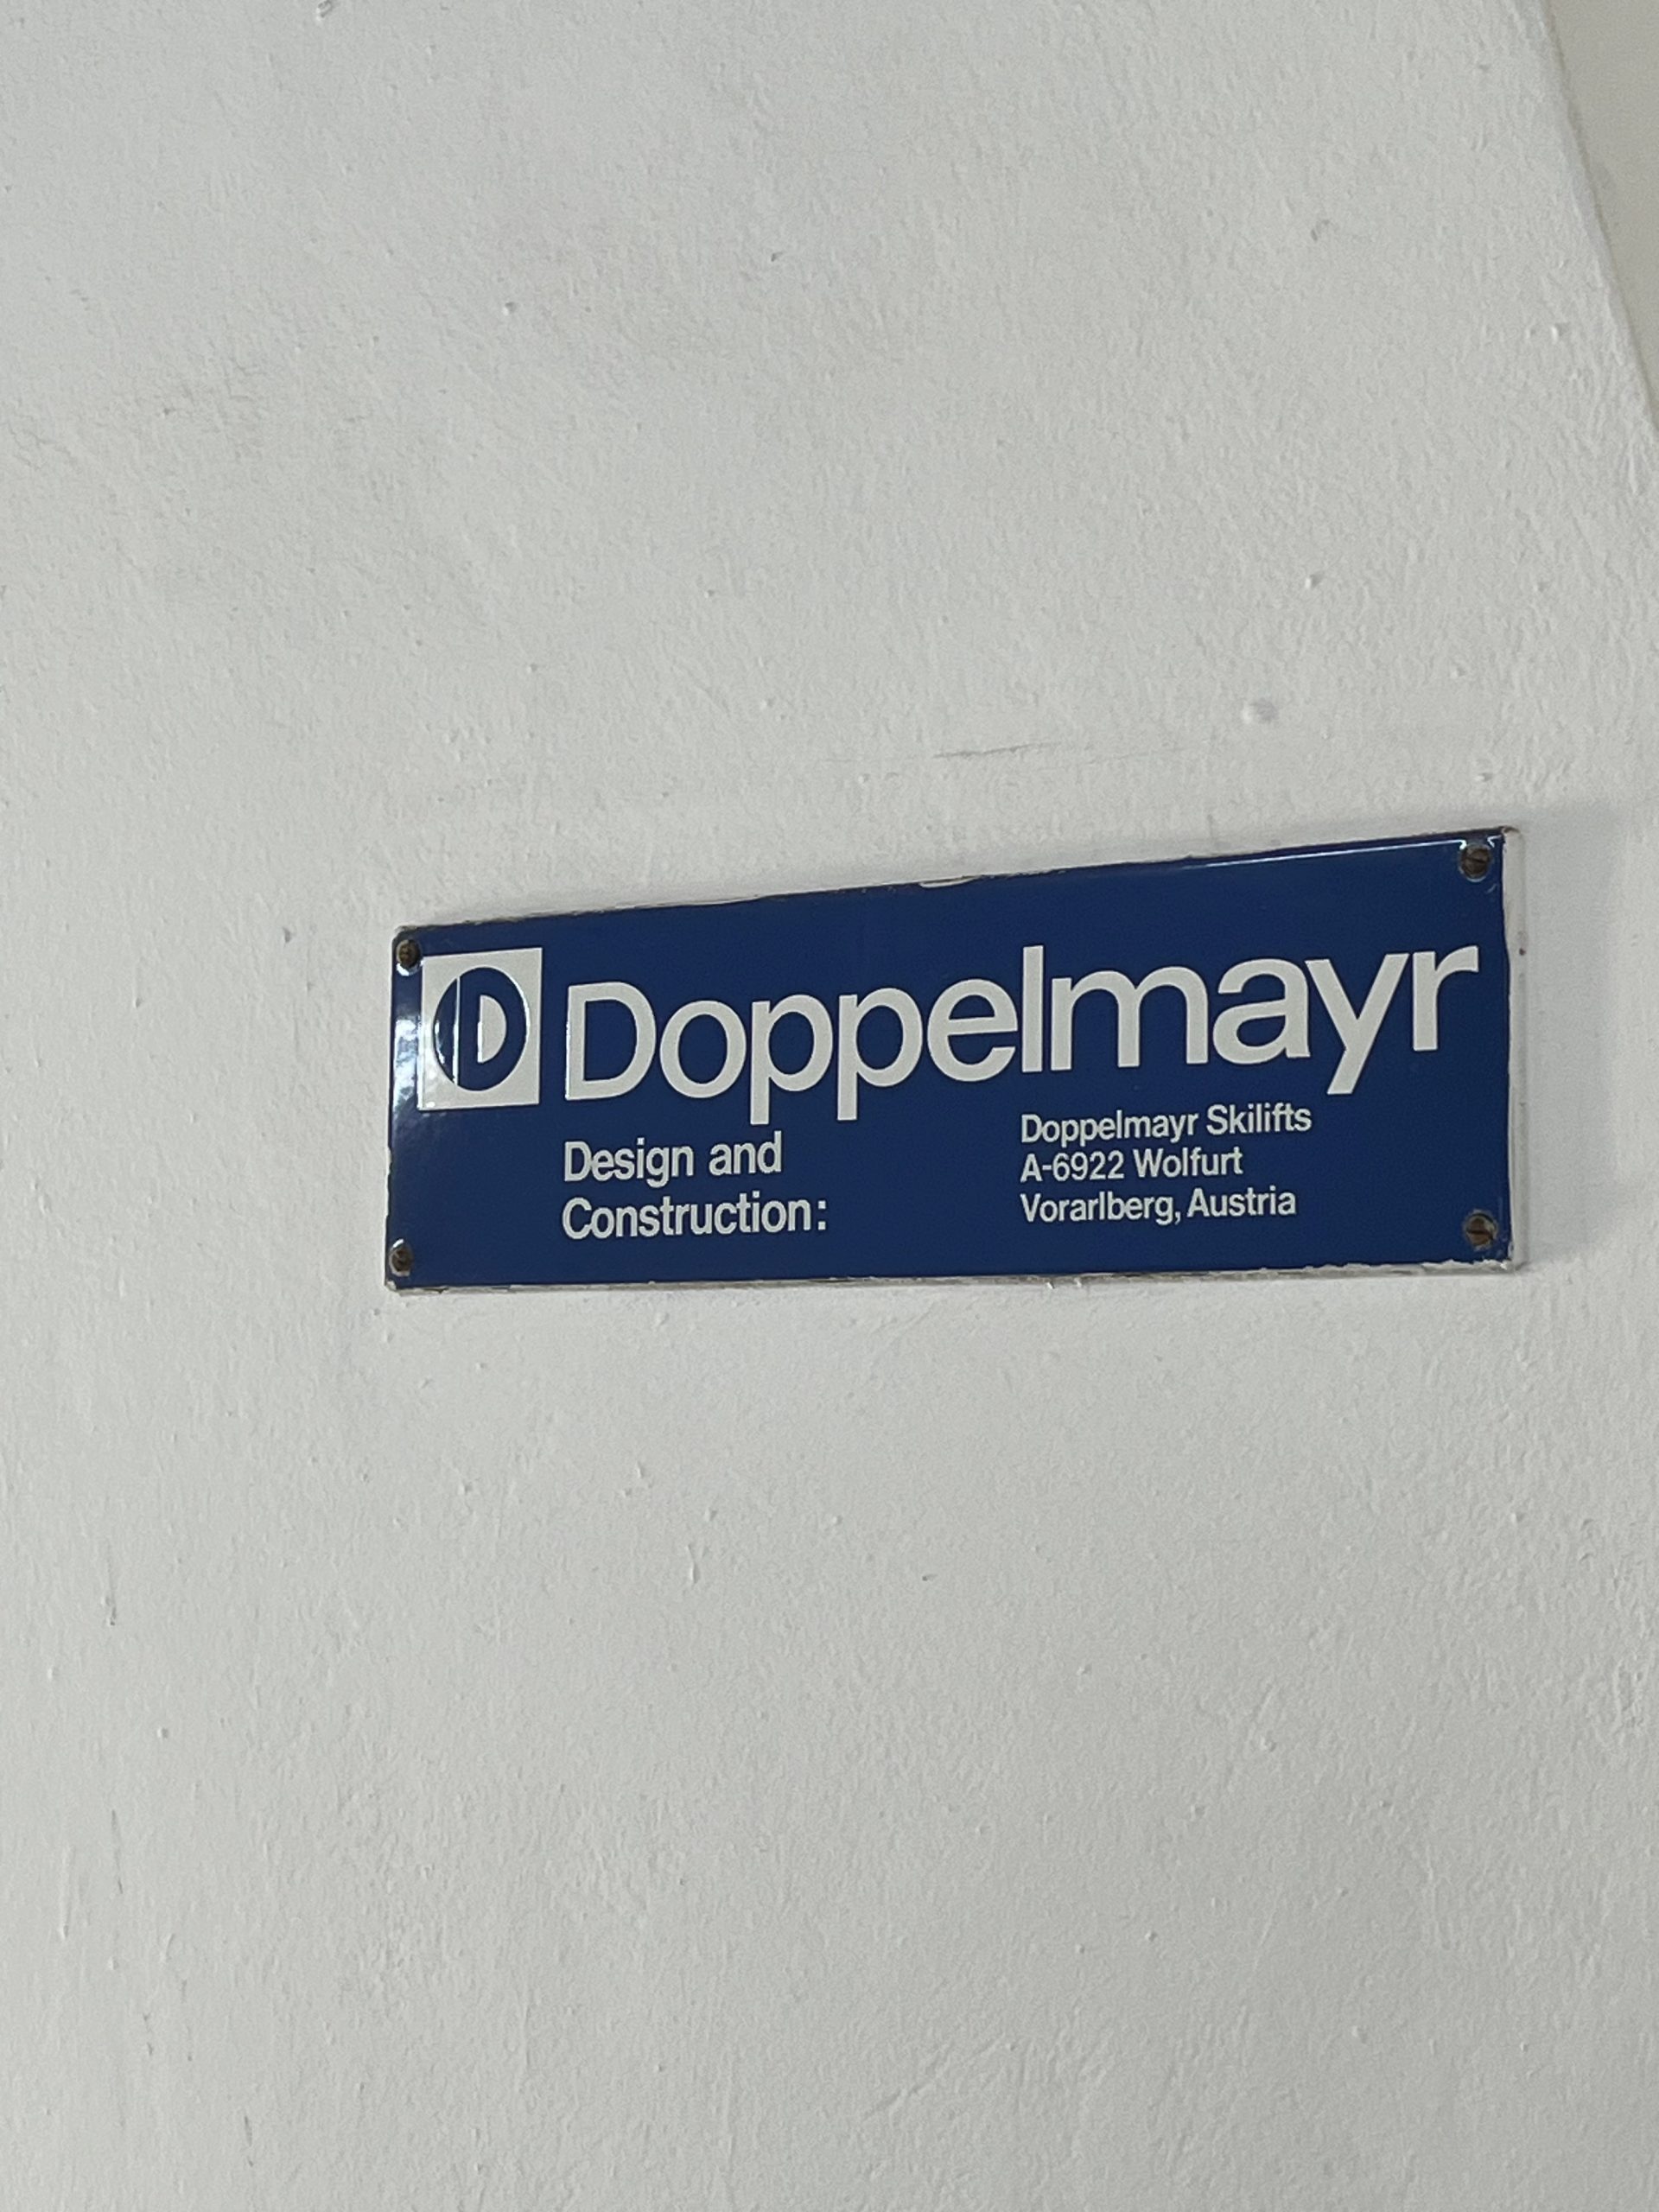 D Doppelmayr
Design and
Construction:
Doppelmayr Skilifts
A-6922 Wolfurt
Vorarlberg, Austria